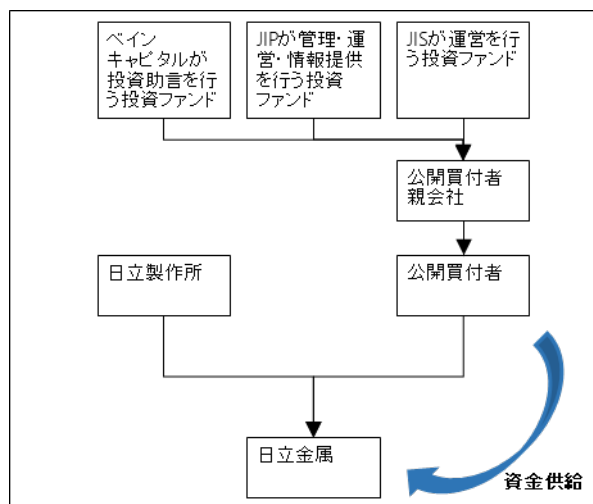 ベイン
キャピタルが
投資助言を行
う投資ファンド
JIPが管理・運
営・情報提供
を行う投資
ファンド
JISが運営を行
う投資ファンド
公開買付者
親会社
日立製作所
公開買付者
日立金属
資金供給